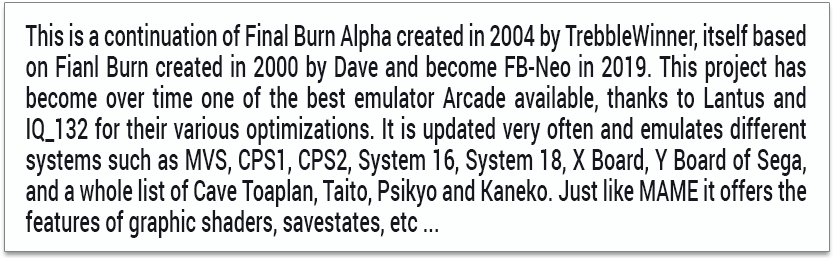 This is a continuation of Final Burn Alpha created in 2004 by TrebbleWinner, itself based
on Fianl Burn created in 2000 by Dave and become FB-Neo in 2019. This project has
become over time one of the best emulator Arcade available, thanks to Lantus and
IQ_132 for their various optimizations. It is updated very often and emulates different
systems such as MVS, CPS1, CPS2, System 16, System 18, X Board, Y Board of Sega,
and a whole list of Cave Toaplan, Taito, Psikyo and Kaneko. Just like MAME it offers the
features of graphic shaders, savestates, etc ...